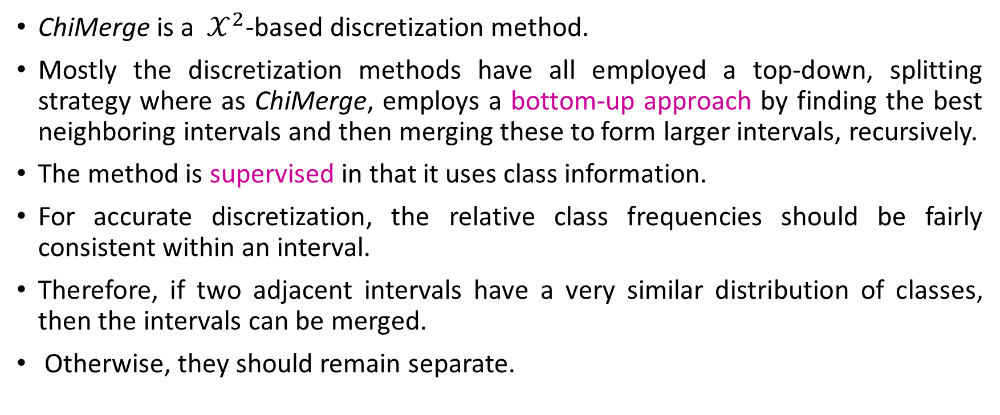 • ChiMerge is a 𝒳²-based discretization method.
• Mostly the discretization methods have all employed a top-down, splitting
strategy where as ChiMerge, employs a bottom-up approach by finding the best
neighboring intervals and then merging these to form larger intervals, recursively.
• The method is supervised in that it uses class information.
• For accurate discretization, the relative class frequencies should be fairly
consistent within an interval.
• Therefore, if two adjacent intervals have a very similar distribution of classes,
then the intervals can be merged.
• Otherwise, they should remain separate.